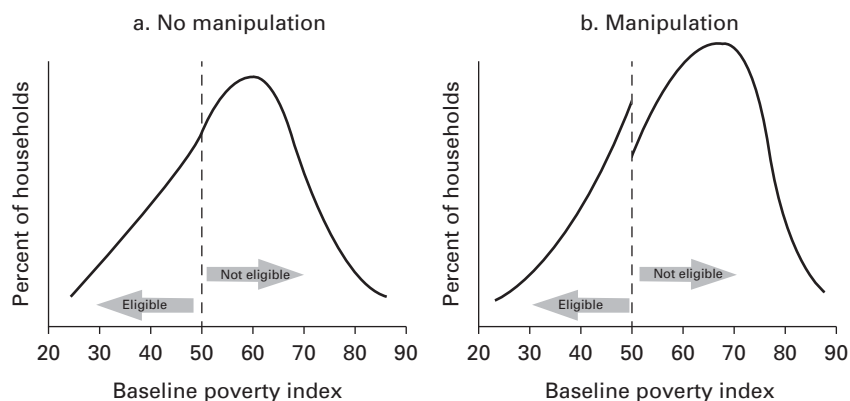 a. No manipulation
Percent of households
Not eligible
Eligible
20 30 40 50 60 70 80 90
Baseline poverty index
b. Manipulation
Percent of households
Not eligible
Eligible
20 30 40 50 60 70 80 90
Baseline poverty index